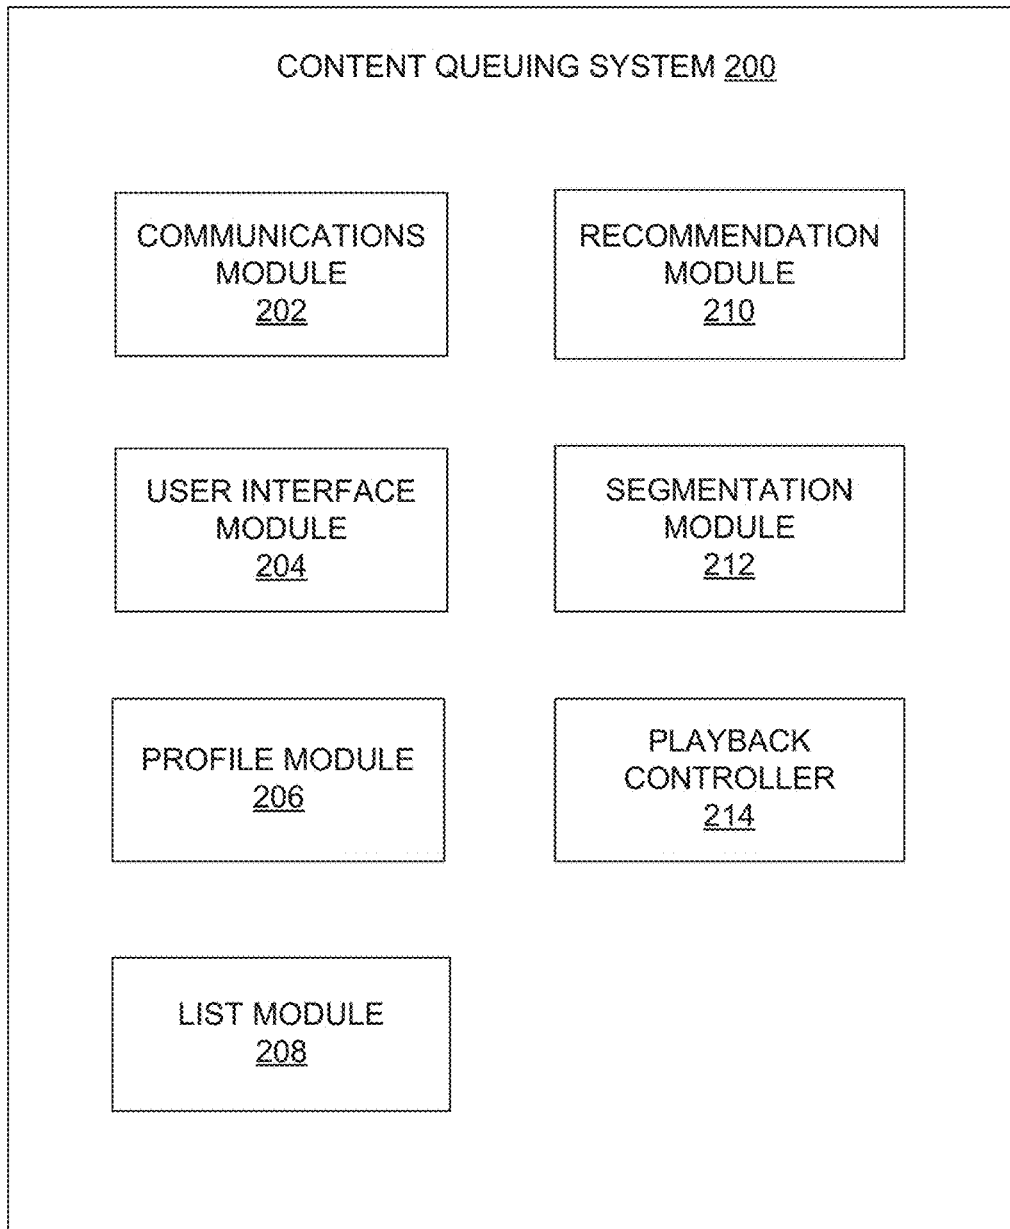 CONTENT QUEUING SYSTEM 200
COMMUNICATIONS
MODULE
202
USER INTERFACE
MODULE
204
PROFILE MODULE
206
LIST MODULE
208
RECOMMENDATION
MODULE
210
SEGMENTATION
MODULE
212
PLAYBACK
CONTROLLER
214